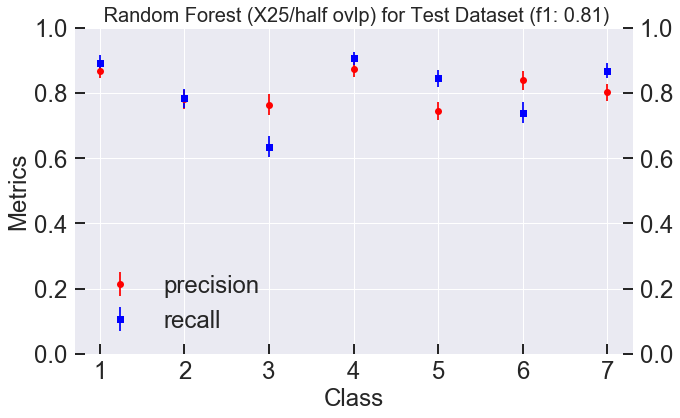 Random Forest (X25/half ovlp) for Test Dataset (f1: 0.81)
1.0 1.0
0.8 0.8
0.6 0.6
0.4 0.4
0.2 0.2
0.0 0.0
Metrics
precision
recall
1 2 3 4 5 6 7
Class